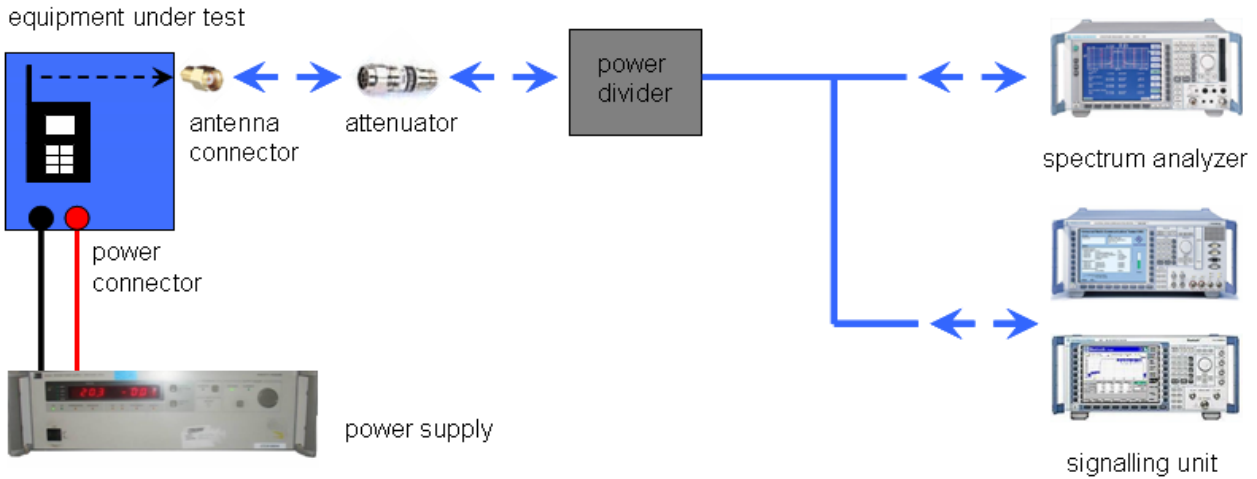 equipment under test
antenna
connector
attenuator
power
divider
spectrum analyzer
power
connector
power supply
signalling unit